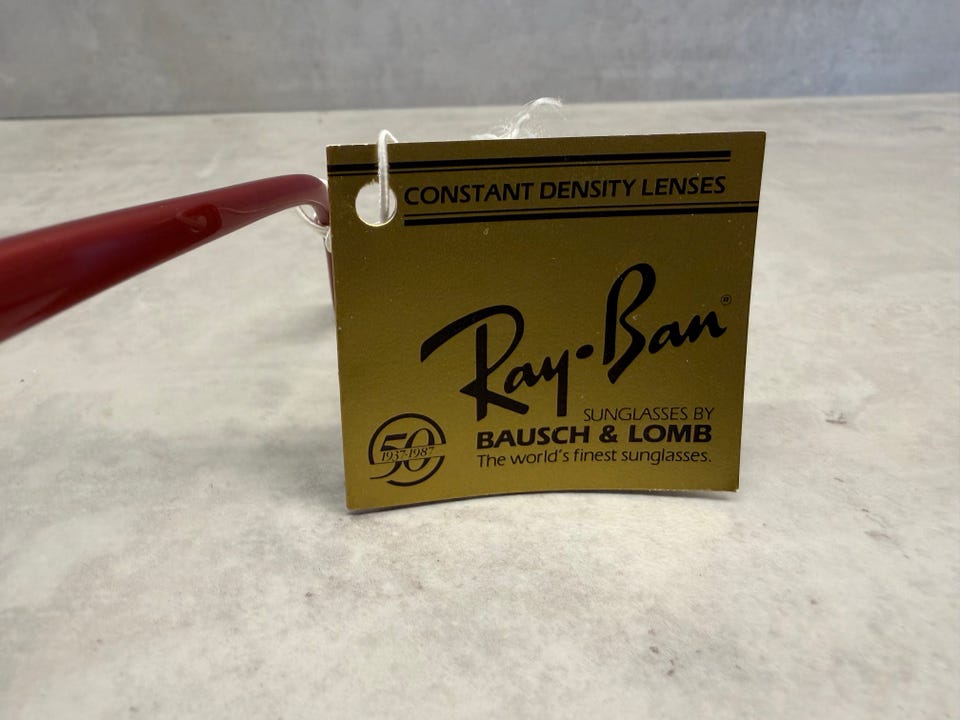 CONSTANT DENSITY LENSES
Ray·Ban®
SUNGLASSES BY
BAUSCH & LOMB
The world's finest sunglasses.
50
1937-1987